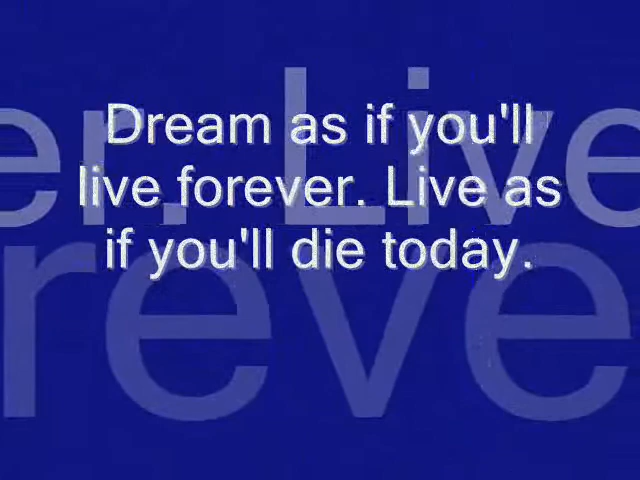 Dream as if you'll
live forever. Live as
if you'll die today.
er. Live
reve